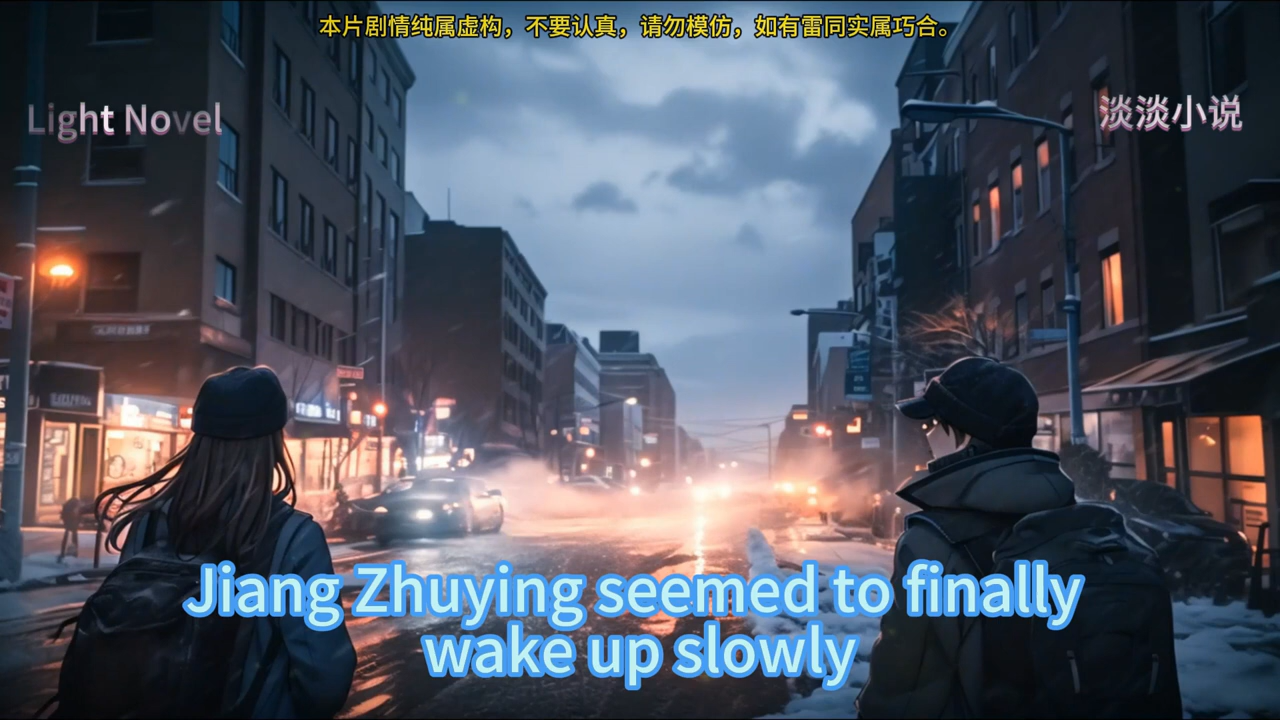 本片剧情纯属虚构，不要认真，请勿模仿，如有雷同实属巧合。
Light Novel
淡淡小说
Jiang Zhuying seemed to finally
wake up slowly